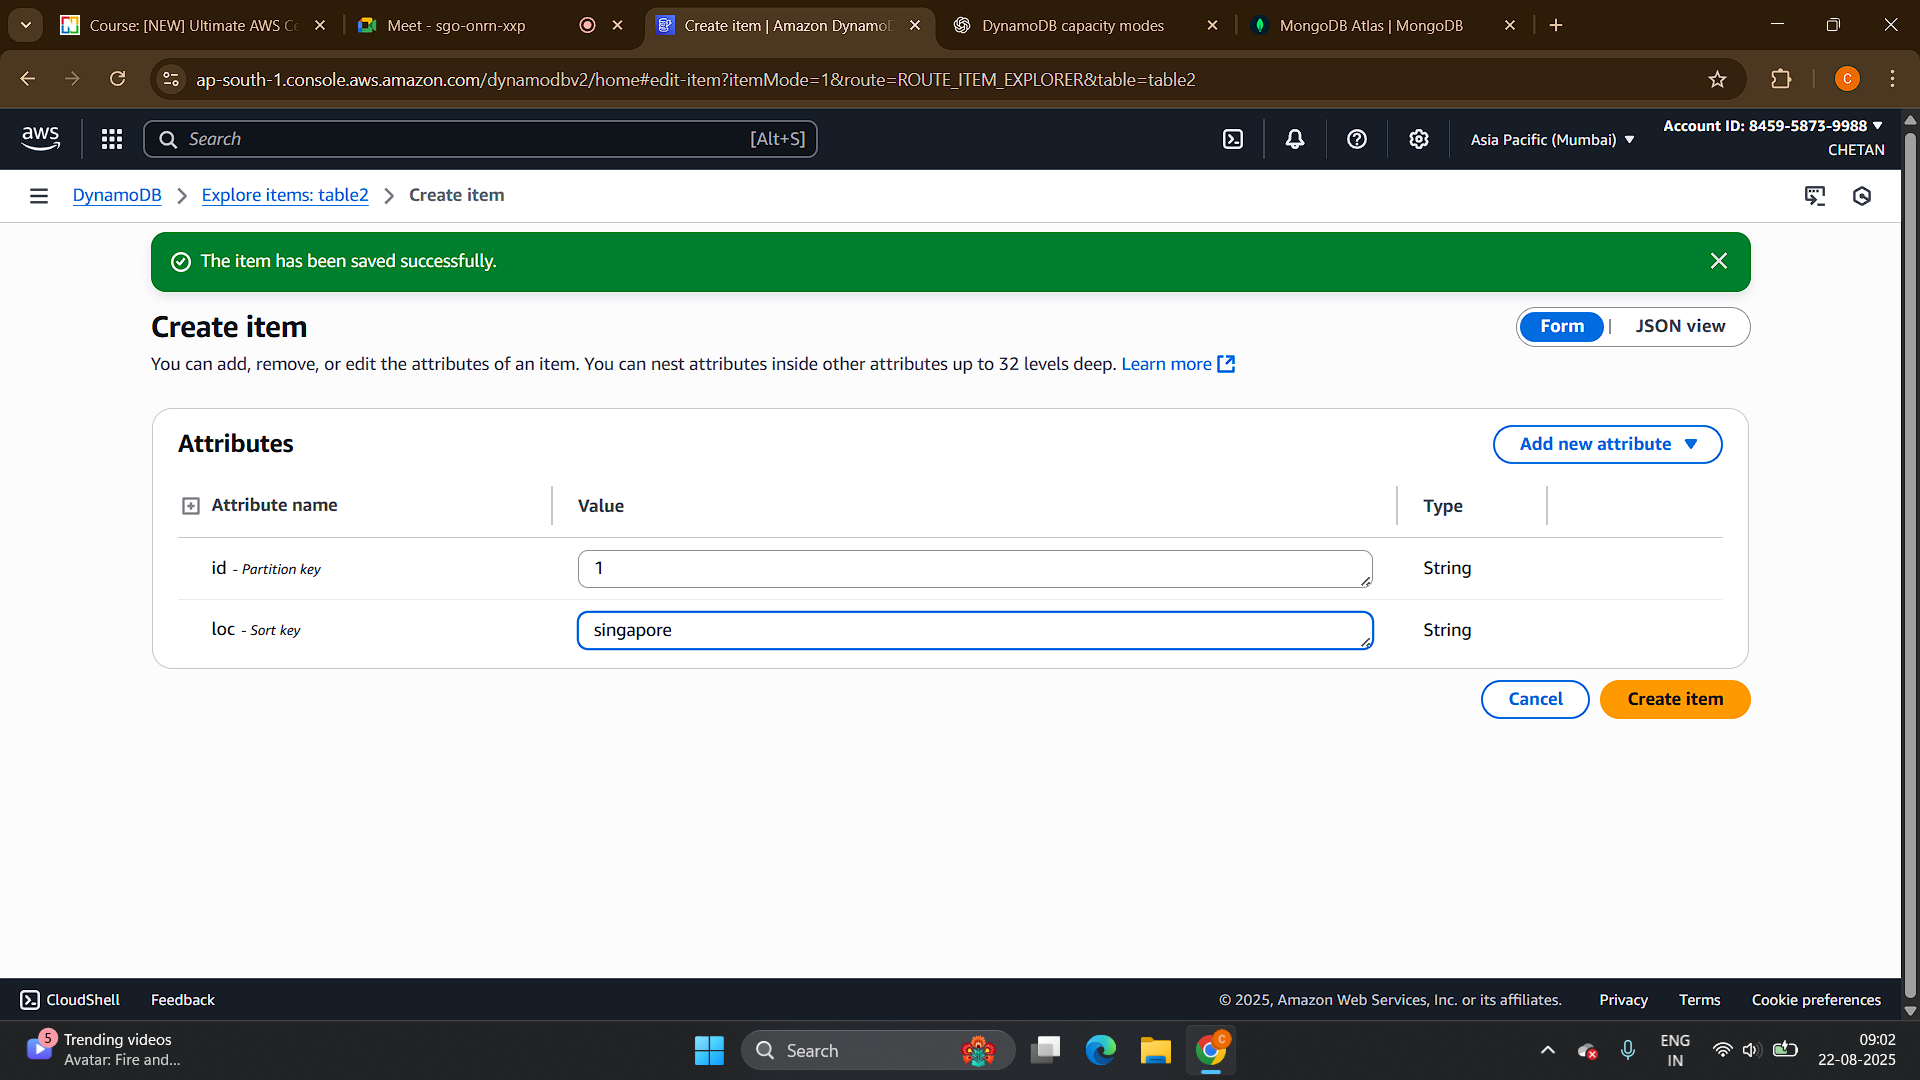 Course: [NEW] Ultimate AWS Ce
Meet - sgo-onrn-xxp
Create item | Amazon Dynamo
DynamoDB capacity modes
MongoDB Atlas | MongoDB
ap-south-1.console.aws.amazon.com/dynamodbv2/home#edit-item?itemMode=1&route=ROUTE_ITEM_EXPLORER&table=table2
C
aws
Search
[Alt+S]
Asia Pacific (Mumbai)
Account ID: 8459-5873-9988
CHETAN
DynamoDB
Explore items: table2
Create item
The item has been saved successfully.
Create item
Form | JSON view
You can add, remove, or edit the attributes of an item. You can nest attributes inside other attributes up to 32 levels deep. Learn more
Attributes
Add new attribute
Attribute name
Value
Type
id - Partition key
1
String
loc - Sort key
singapore
String
Cancel
Create item
CloudShell
Feedback
© 2025, Amazon Web Services, Inc. or its affiliates.
Privacy
Terms
Cookie preferences
5
Trending videos
Avatar: Fire and...
Search
C
ENG
IN
09:02
22-08-2025